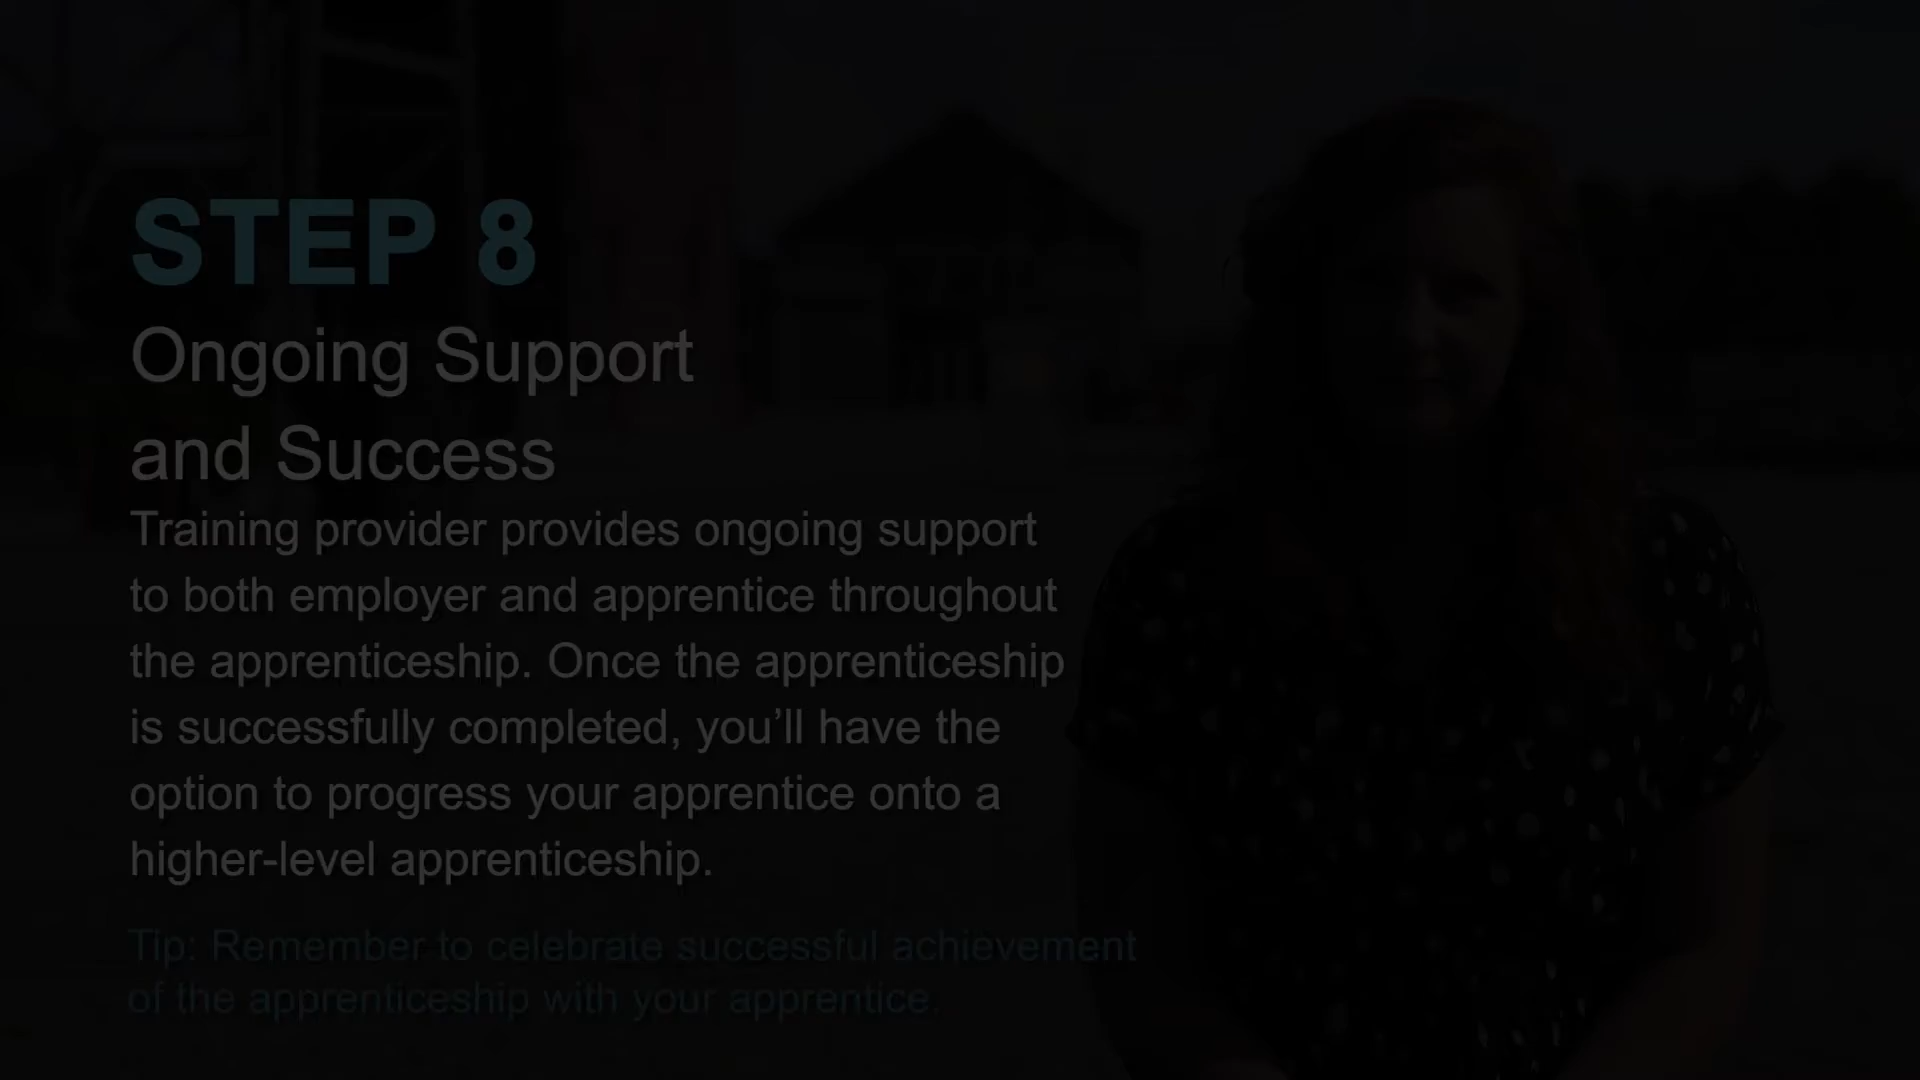 STEP 8
Ongoing Support
and Success
Training provider provides ongoing support
to both employer and apprentice throughout
the apprenticeship. Once the apprenticeship
is successfully completed, you’ll have the
option to progress your apprentice onto a
higher-level apprenticeship.
Tip: Remember to celebrate successful achievement
of the apprenticeship with your apprentice.